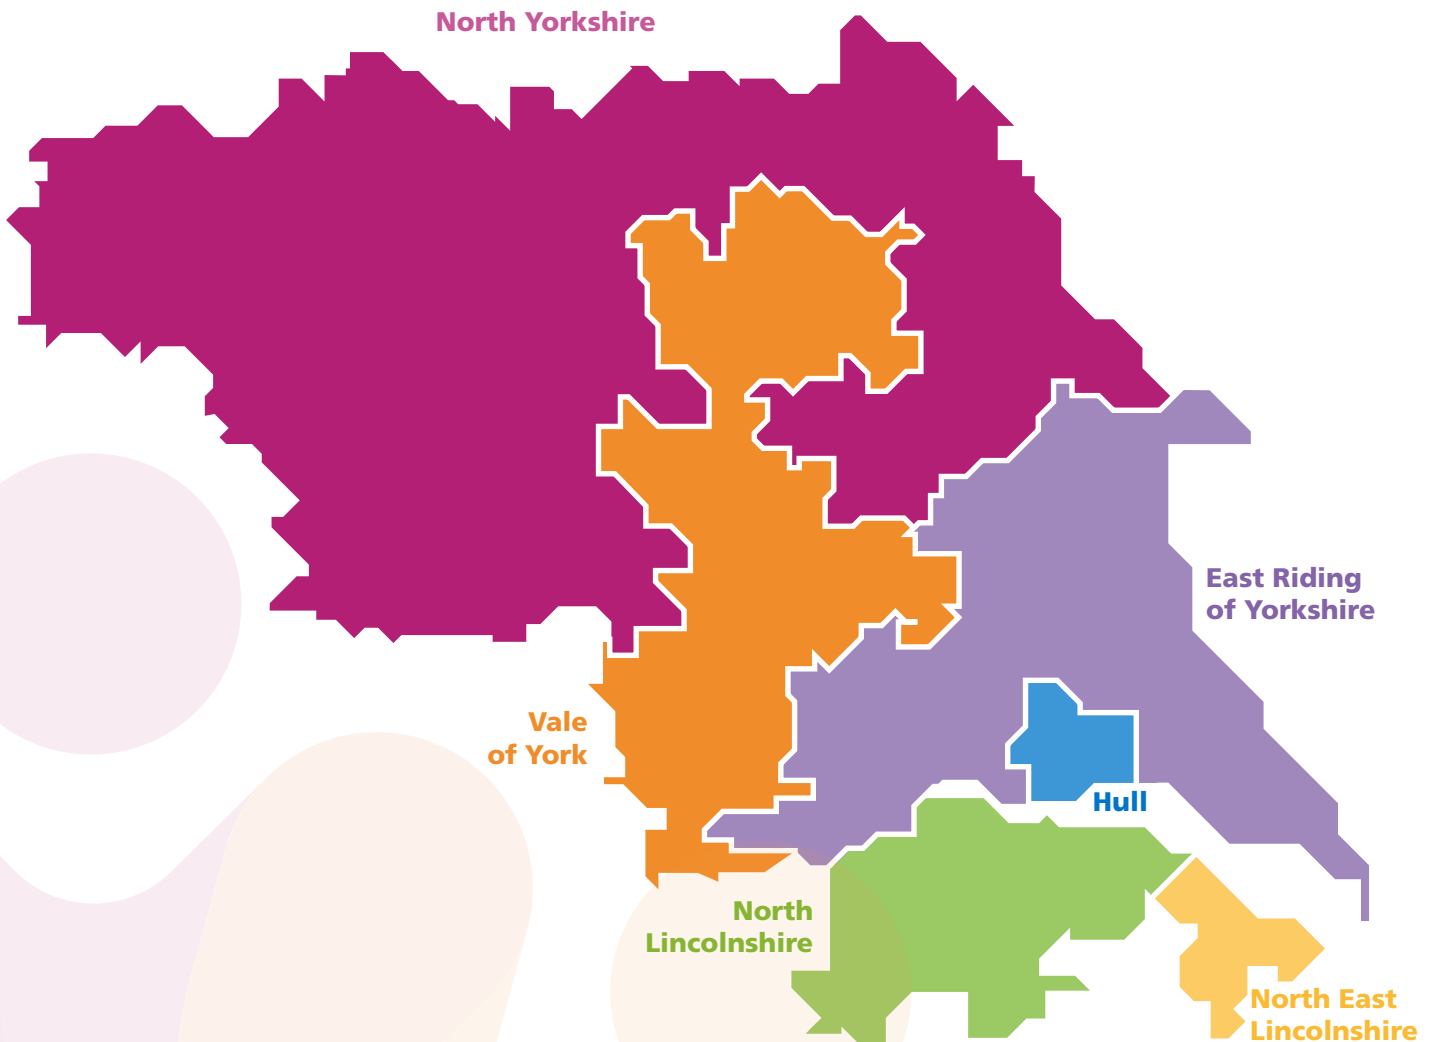 North Yorkshire
East Riding
of Yorkshire
Vale
of York
Hull
North
Lincolnshire
North East
Lincolnshire